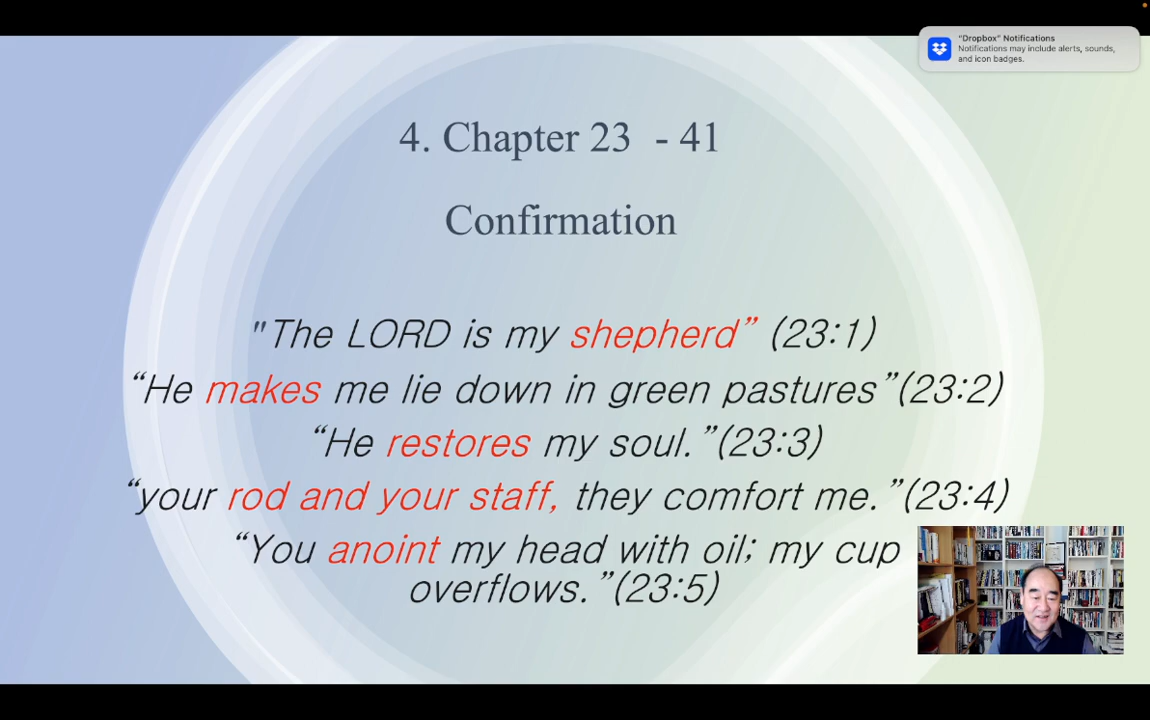 "Dropbox" Notifications
Notifications may include alerts, sounds,
and icon badges.
4. Chapter 23 - 41
Confirmation
"The LORD is my shepherd” (23:1)
“He makes me lie down in green pastures”(23:2)
“He restores my soul.”(23:3)
“your rod and your staff, they comfort me.”(23:4)
“You anoint my head with oil; my cup
overflows.”(23:5)